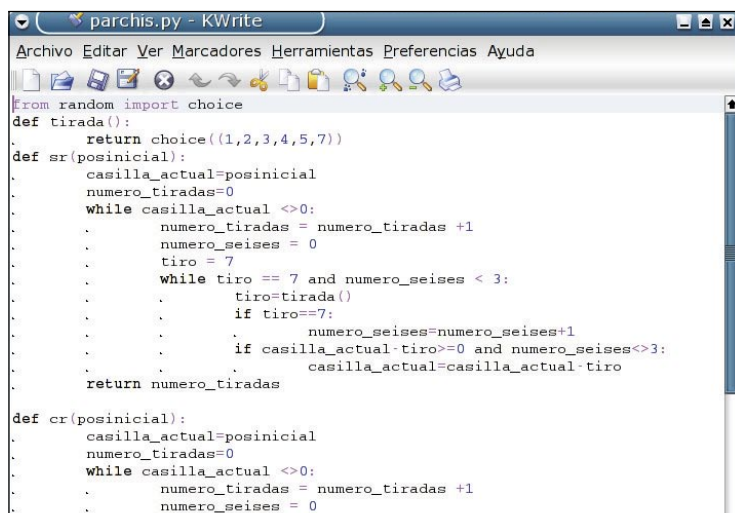 parchis.py - KWrite
Archivo Editar Ver Marcadores Herramientas Preferencias Ayuda
from random import choice
def tirada():
.       return choice((1,2,3,4,5,7))
def sr(posinicial):
.       casilla_actual=posinicial
.       numero_tiradas=0
.       while casilla_actual <>0:
.       .       numero_tiradas = numero_tiradas +1
.       .       numero_seises = 0
.       .       tiro = 7
.       .       while tiro == 7 and numero_seises < 3:
.       .       .       tiro=tirada()
.       .       .       if tiro==7:
.       .       .       .       numero_seises=numero_seises+1
.       .       .       if casilla_actual-tiro>=0 and numero_seises<>3:
.       .       .       .       casilla_actual=casilla_actual-tiro
.       return numero_tiradas

def cr(posinicial):
.       casilla_actual=posinicial
.       numero_tiradas=0
.       while casilla_actual <>0:
.       .       numero_tiradas = numero_tiradas +1
.       .       numero_seises = 0